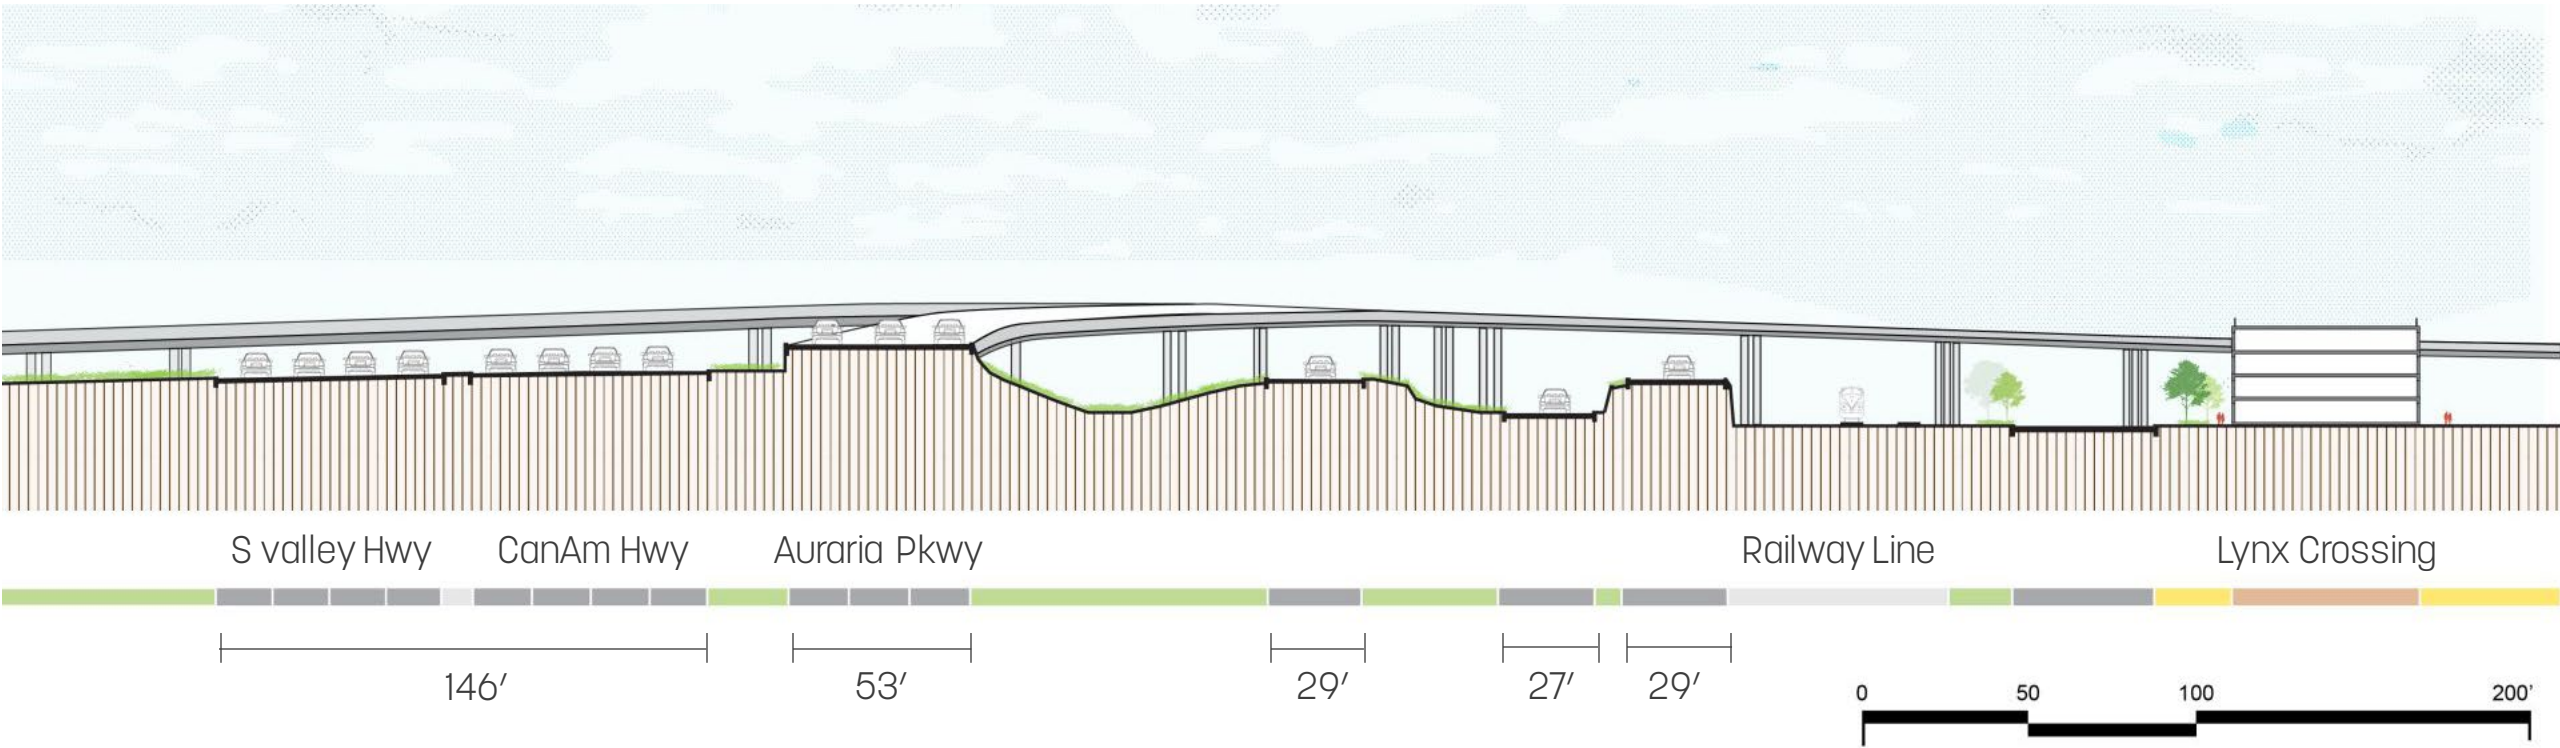 S valley Hwy CanAm Hwy Auraria Pkwy Railway Line Lynx Crossing
146′ 53′ 29′ 27′ 29′
0 50 100 200'